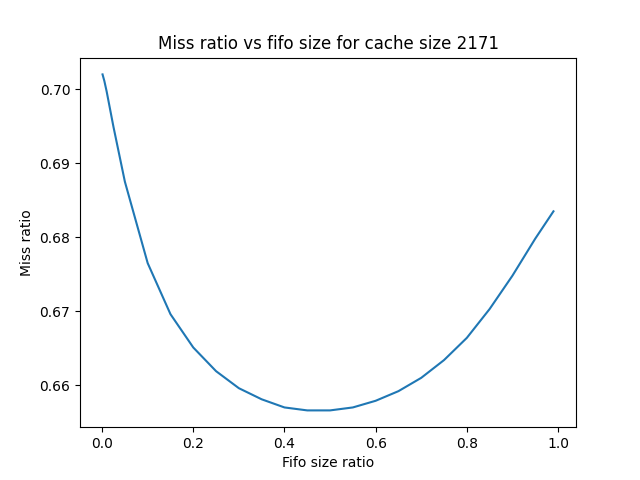 Miss ratio vs fifo size for cache size 2171
0.70
0.69
0.68
0.67
0.66
Miss ratio
0.0 0.2 0.4 0.6 0.8 1.0
Fifo size ratio